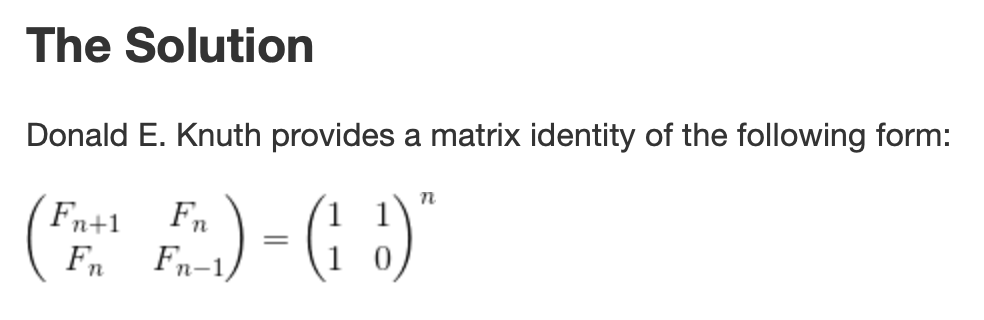 The Solution
Donald E. Knuth provides a matrix identity of the following form:
\begin{pmatrix} F_{n+1} & F_n \\ F_n & F_{n-1} \end{pmatrix} = \begin{pmatrix} 1 & 1 \\ 1 & 0 \end{pmatrix}^n